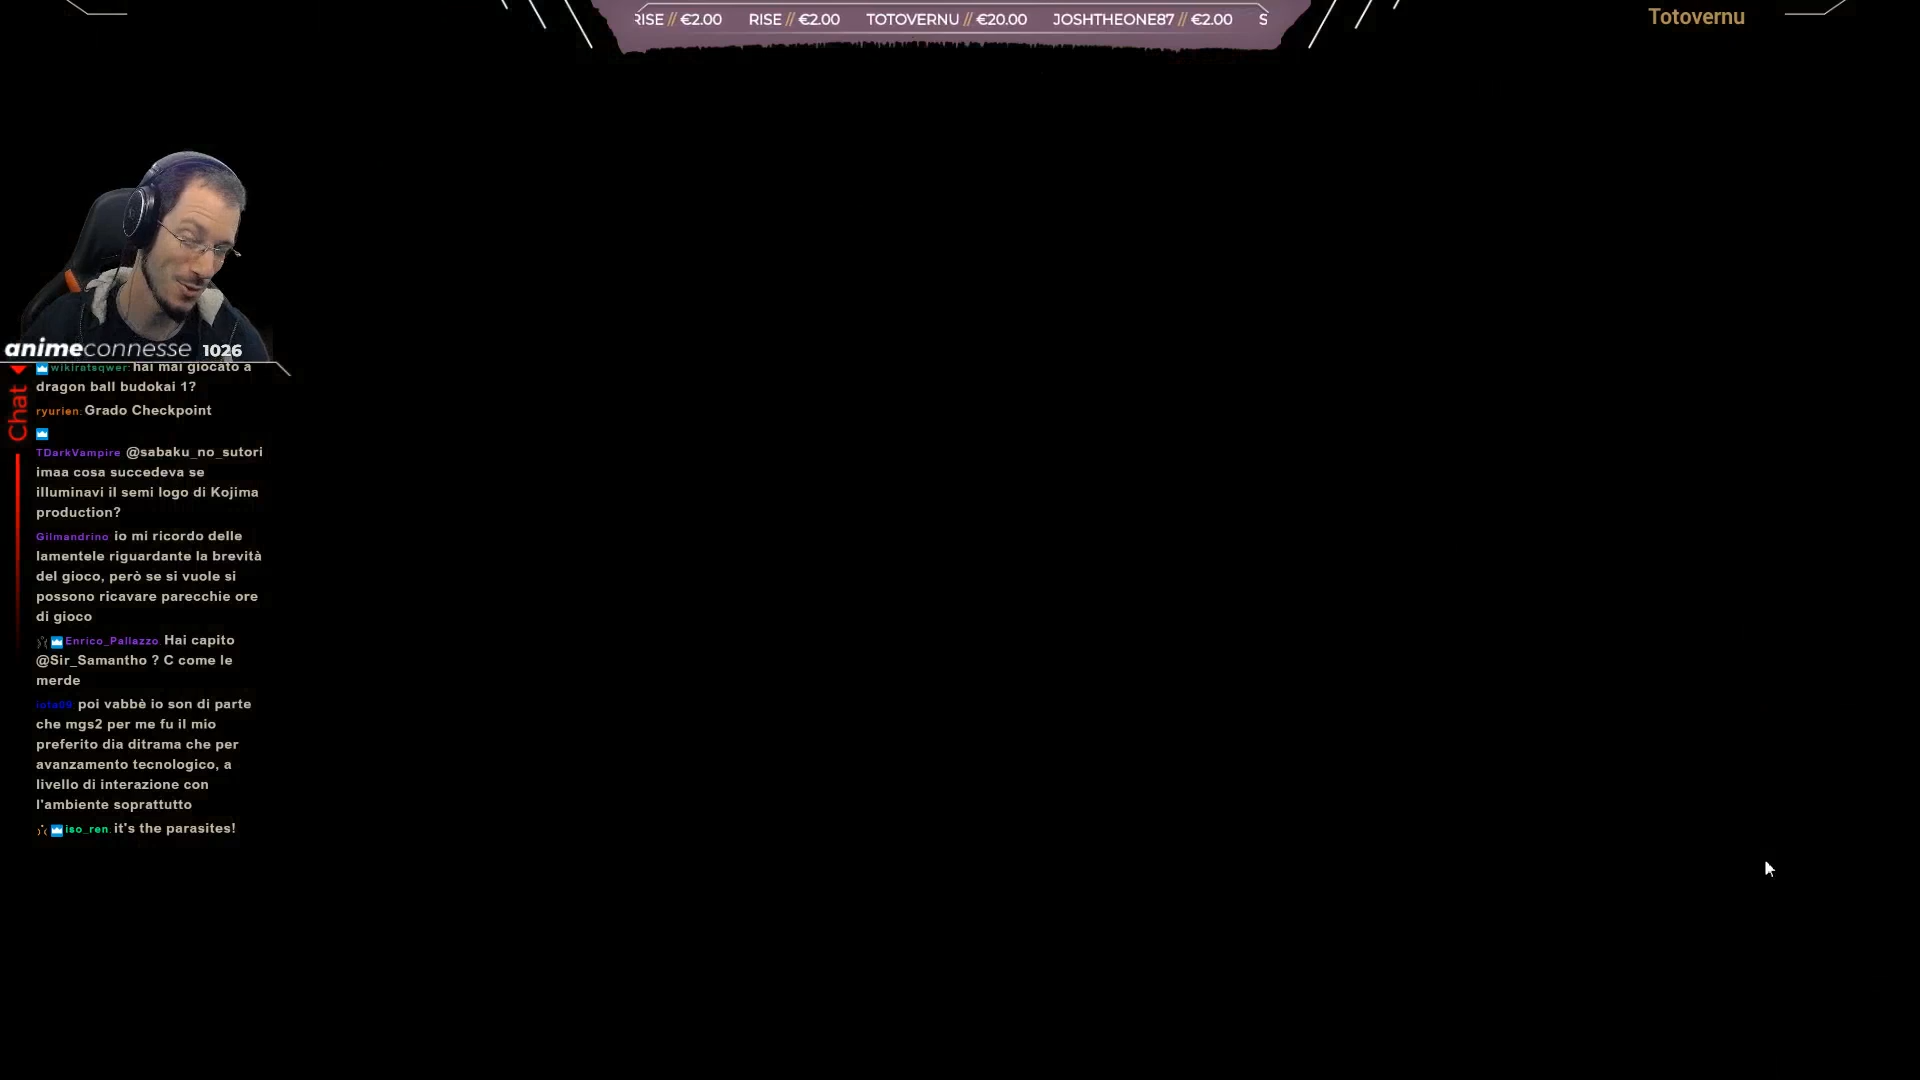 RISE // €2.00 RISE // €2.00 TOTOVERNU // €20.00 JOSHTHEONE87 // €2.00 S
Totovernu
animeconnesse 1026
Chat
wikiratsqwer: hai mai giocato a
dragon ball budokai 1?
ryurien: Grado Checkpoint
TDarkVampire @sabaku_no_sutori
imaa cosa succedeva se
illuminavi il semi logo di Kojima
production?
Gilmandrino io mi ricordo delle
lamentele riguardante la brevità
del gioco, però se si vuole si
possono ricavare parecchie ore
di gioco
Enrico_Pallazzo: Hai capito
@Sir_Samantho ? C come le
merde
iota09: poi vabbè io son di parte
che mgs2 per me fu il mio
preferito dia ditrama che per
avanzamento tecnologico, a
livello di interazione con
l'ambiente soprattutto
iso_ren: it's the parasites!